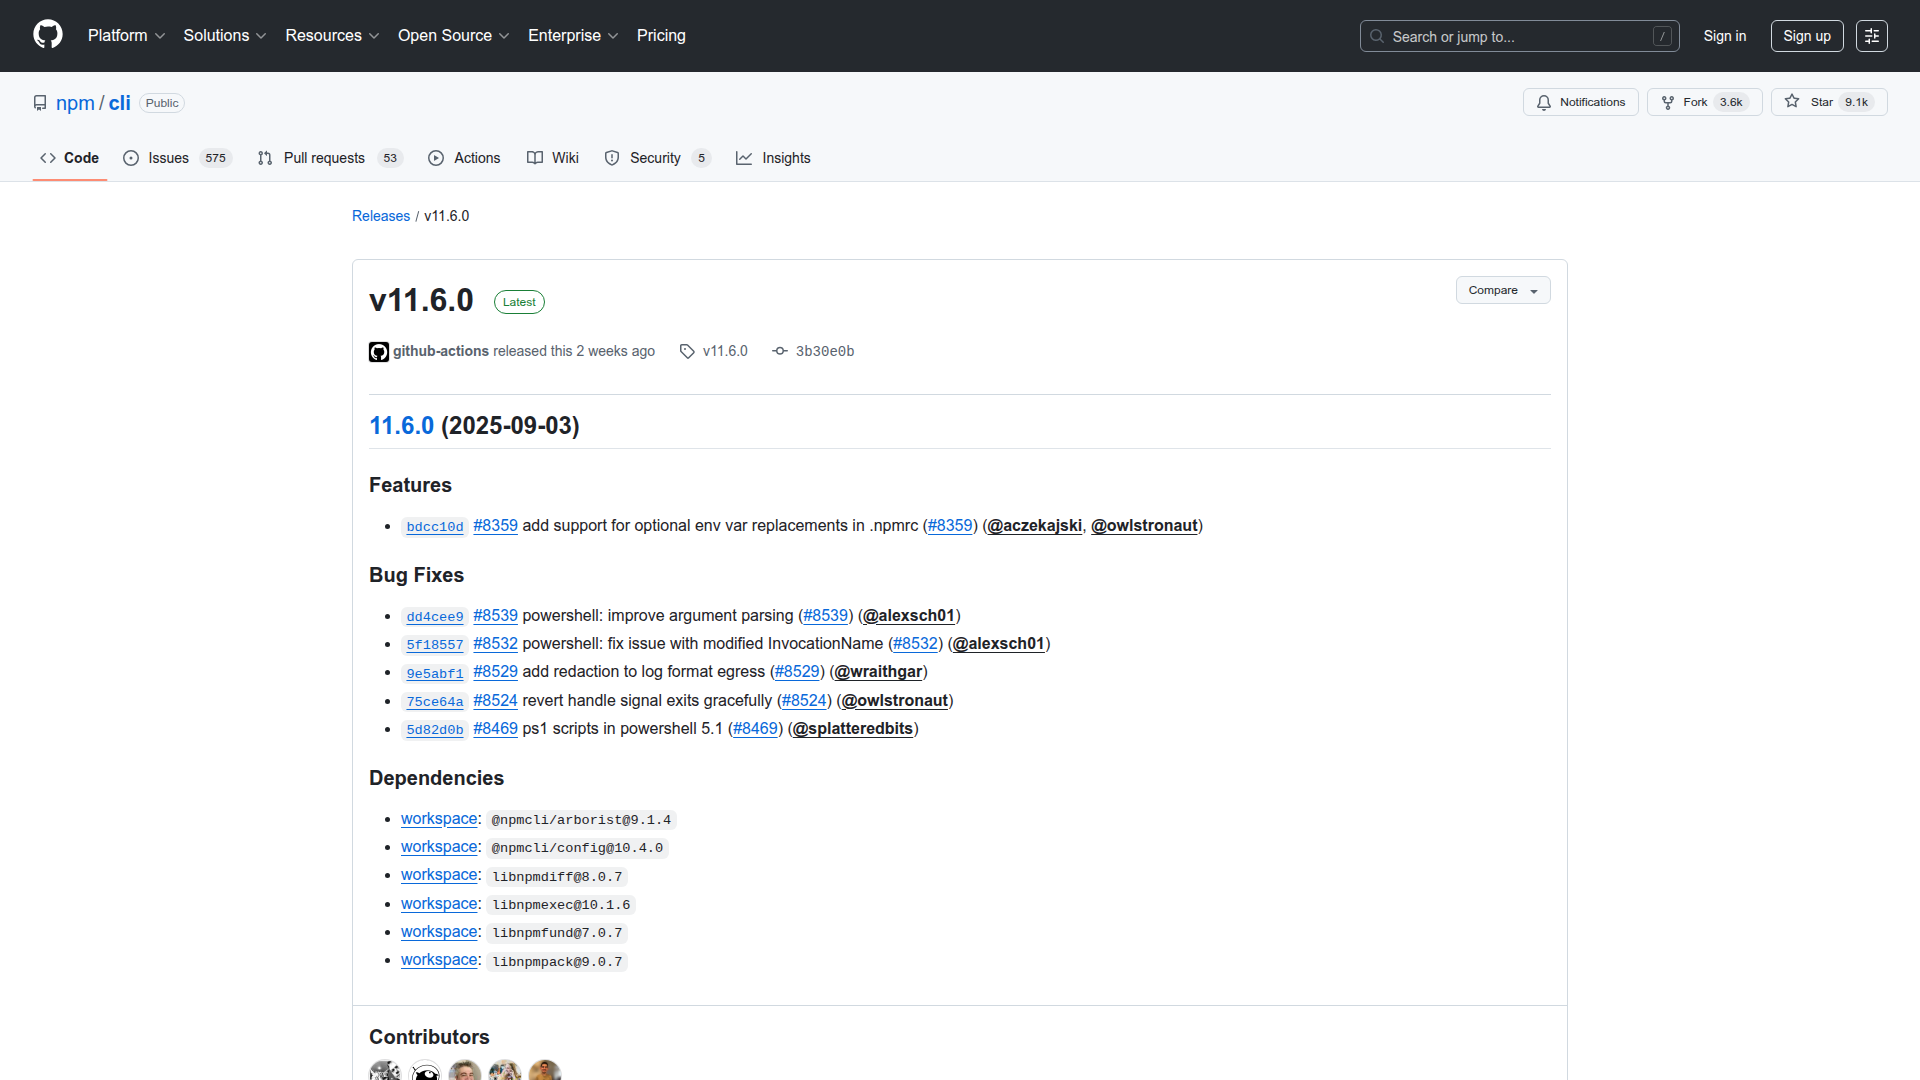 Platform Solutions Resources Open Source Enterprise Pricing Search or jump to... / Sign in Sign up
npm / cli Public Notifications Fork 3.6k Star 9.1k
Code Issues 575 Pull requests 53 Actions Wiki Security 5 Insights
Releases / v11.6.0
v11.6.0 Latest Compare
github-actions released this 2 weeks ago v11.6.0 3b30e0b
11.6.0 (2025-09-03)
Features
bdcc10d #8359 add support for optional env var replacements in .npmrc (#8359) (@aczekajski, @owlstronaut)
Bug Fixes
dd4cee9 #8539 powershell: improve argument parsing (#8539) (@alexsch01)
5f18557 #8532 powershell: fix issue with modified InvocationName (#8532) (@alexsch01)
9e5abf1 #8529 add redaction to log format egress (#8529) (@wraithgar)
75ce64a #8524 revert handle signal exits gracefully (#8524) (@owlstronaut)
5d82d0b #8469 ps1 scripts in powershell 5.1 (#8469) (@splatteredbits)
Dependencies
workspace: @npmcli/arborist@9.1.4
workspace: @npmcli/config@10.4.0
workspace: libnpmdiff@8.0.7
workspace: libnpmexec@10.1.6
workspace: libnpmfund@7.0.7
workspace: libnpmpack@9.0.7
Contributors